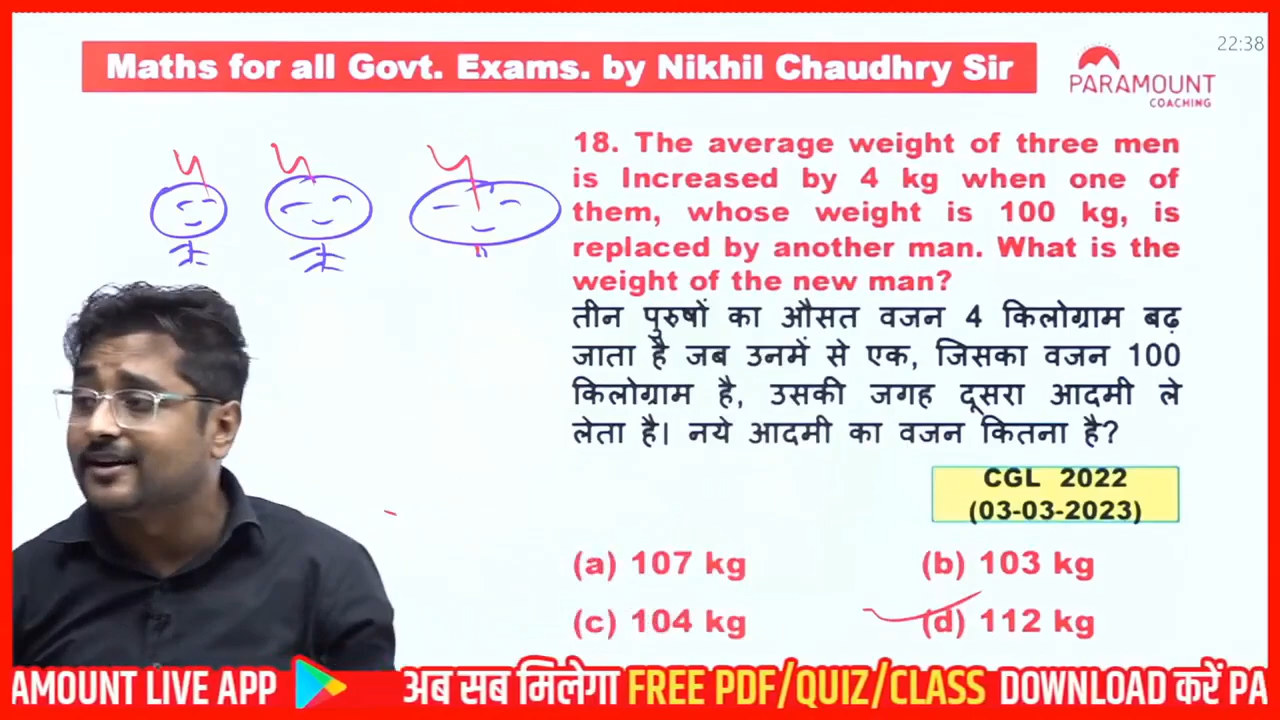 22:38
Maths for all Govt. Exams. by Nikhil Chaudhry Sir
PARAMOUNT
COACHING
18. The average weight of three men
is Increased by 4 kg when one of
them, whose weight is 100 kg, is
replaced by another man. What is the
weight of the new man?
तीन पुरुषों का औसत वजन 4 किलोग्राम बढ़
जाता है जब उनमें से एक, जिसका वजन 100
किलोग्राम है, उसकी जगह दूसरा आदमी ले
लेता है। नये आदमी का वजन कितना है?
CGL 2022
(03-03-2023)
(a) 107 kg
(b) 103 kg
(c) 104 kg
(d) 112 kg
AMOUNT LIVE APP अब सब मिलेगा FREE PDF/QUIZ/CLASS DOWNLOAD करें PA